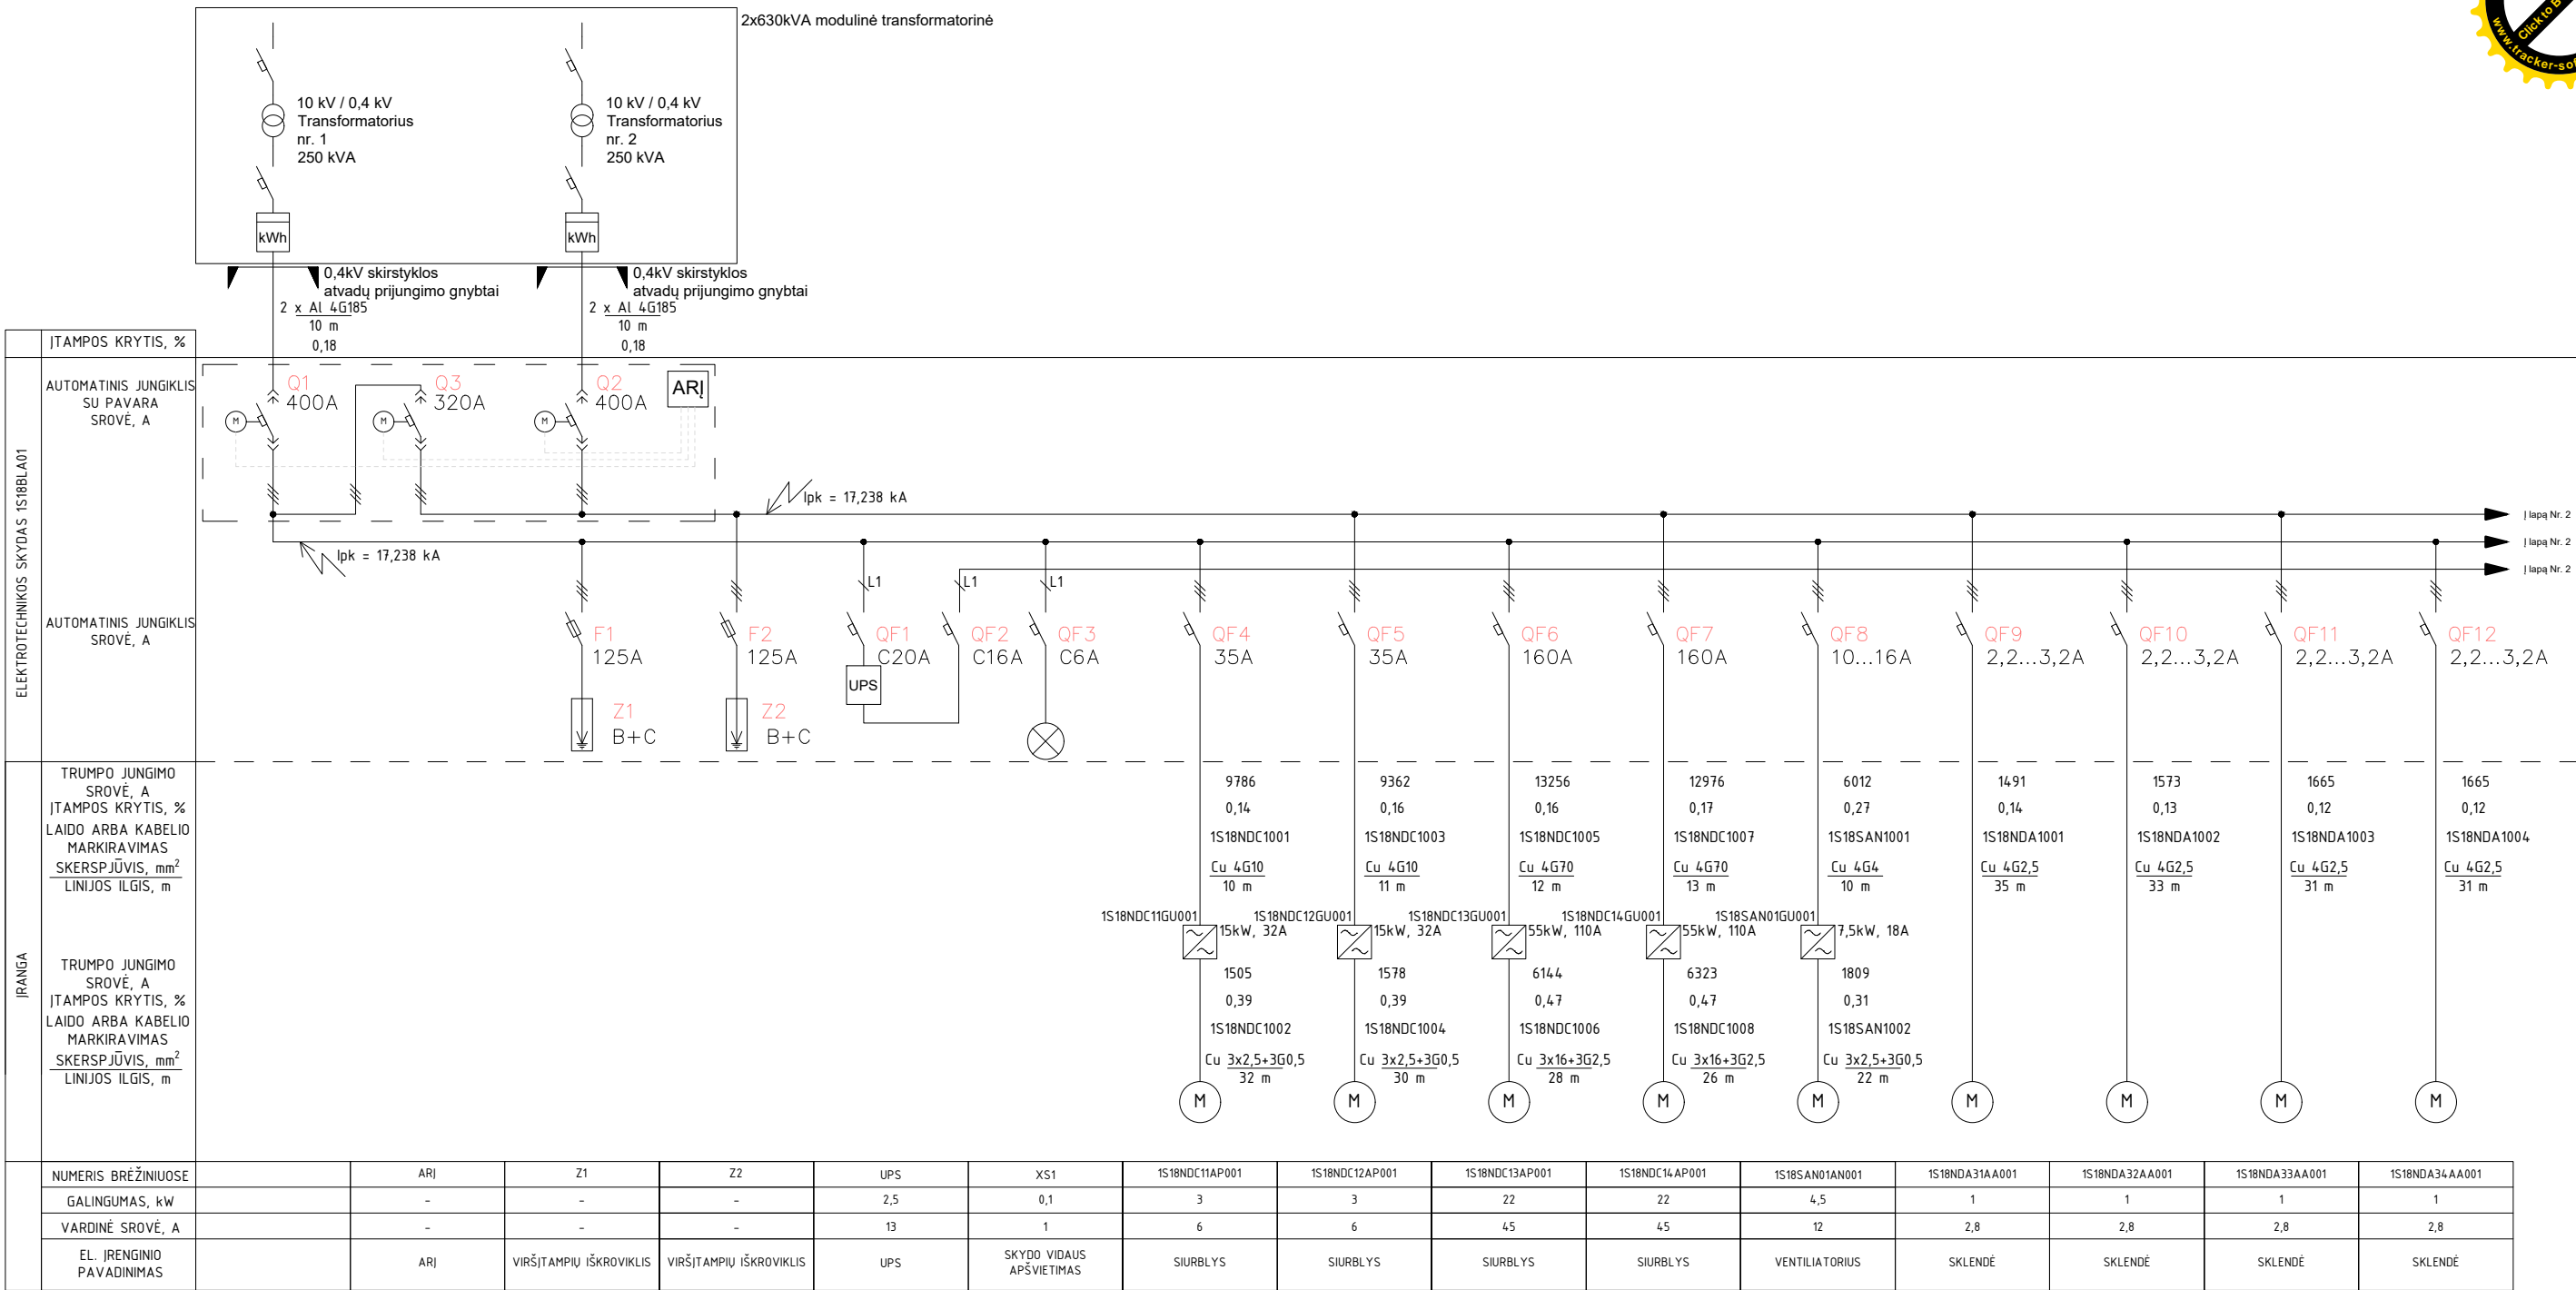 2x630kVA modulinė transformatorinė
Click to B
www.tracker-so
10 kV / 0,4 kV
Transformatorius
nr. 1
250 kVA
10 kV / 0,4 kV
Transformatorius
nr. 2
250 kVA
kWh
kWh
0,4kV skirstyklos
atvadų prijungimo gnybtai
0,4kV skirstyklos
atvadų prijungimo gnybtai
2 x Al 4G185
10 m
0,18
2 x Al 4G185
10 m
0,18
ĮTAMPOS KRYTIS, %
ELEKTROTECHNIKOS SKYDAS 1S18BLA01
AUTOMATINIS JUNGIKLIS
SU PAVARA
SROVĖ, A
Q1
400A
Q3
320A
Q2
400A
ARĮ
M
M
M
Ipk = 17,238 kA
Ipk = 17,238 kA
Į lapą Nr. 2
Į lapą Nr. 2
Į lapą Nr. 2
L1
L1
L1
AUTOMATINIS JUNGIKLIS
SROVĖ, A
F1
125A
F2
125A
QF1
C20A
QF2
C16A
QF3
C6A
QF4
35A
QF5
35A
QF6
160A
QF7
160A
QF8
10...16A
QF9
2,2...3,2A
QF10
2,2...3,2A
QF11
2,2...3,2A
QF12
2,2...3,2A
UPS
Z1
B+C
Z2
B+C
ĮRANGA
TRUMPO JUNGIMO
SROVĖ, A
9786 9362 13256 12976 6012 1491 1573 1665 1665
ĮTAMPOS KRYTIS, %
0,14 0,16 0,16 0,17 0,27 0,14 0,13 0,12 0,12
LAIDO ARBA KABELIO
MARKIRAVIMAS
1S18NDC1001 1S18NDC1003 1S18NDC1005 1S18NDC1007 1S18SAN1001 1S18NDA1001 1S18NDA1002 1S18NDA1003 1S18NDA1004
SKERSPJŪVIS, mm²
Cu 4G10 Cu 4G10 Cu 4G70 Cu 4G70 Cu 4G4 Cu 4G2,5 Cu 4G2,5 Cu 4G2,5 Cu 4G2,5
LINIJOS ILGIS, m
10 m 11 m 12 m 13 m 10 m 35 m 33 m 31 m 31 m
1S18NDC11GU001 1S18NDC12GU001 1S18NDC13GU001 1S18NDC14GU001 1S18SAN01GU001
15kW, 32A 15kW, 32A 55kW, 110A 55kW, 110A 7,5kW, 18A
TRUMPO JUNGIMO
SROVĖ, A
1505 1578 6144 6323 1809
ĮTAMPOS KRYTIS, %
0,39 0,39 0,47 0,47 0,31
LAIDO ARBA KABELIO
MARKIRAVIMAS
1S18NDC1002 1S18NDC1004 1S18NDC1006 1S18NDC1008 1S18SAN1002
SKERSPJŪVIS, mm²
Cu 3x2,5+3G0,5 Cu 3x2,5+3G0,5 Cu 3x16+3G2,5 Cu 3x16+3G2,5 Cu 3x2,5+3G0,5
LINIJOS ILGIS, m
32 m 30 m 28 m 26 m 22 m
M M M M M M M M M
NUMERIS BRĖŽINIUOSE ARĮ Z1 Z2 UPS XS1 1S18NDC11AP001 1S18NDC12AP001 1S18NDC13AP001 1S18NDC14AP001 1S18SAN01AN001 1S18NDA31AA001 1S18NDA32AA001 1S18NDA33AA001 1S18NDA34AA001
GALINGUMAS, kW - - - 2,5 0,1 3 3 22 22 4,5 1 1 1 1
VARDINĖ SROVĖ, A - - - 13 1 6 6 45 45 12 2,8 2,8 2,8 2,8
EL. ĮRENGINIO
PAVADINIMAS
ARĮ VIRŠĮTAMPIŲ IŠKROVIKLIS VIRŠĮTAMPIŲ IŠKROVIKLIS UPS
SKYDO VIDAUS
APŠVIETIMAS
SIURBLYS SIURBLYS SIURBLYS SIURBLYS VENTILIATORIUS SKLENDĖ SKLENDĖ SKLENDĖ SKLENDĖ